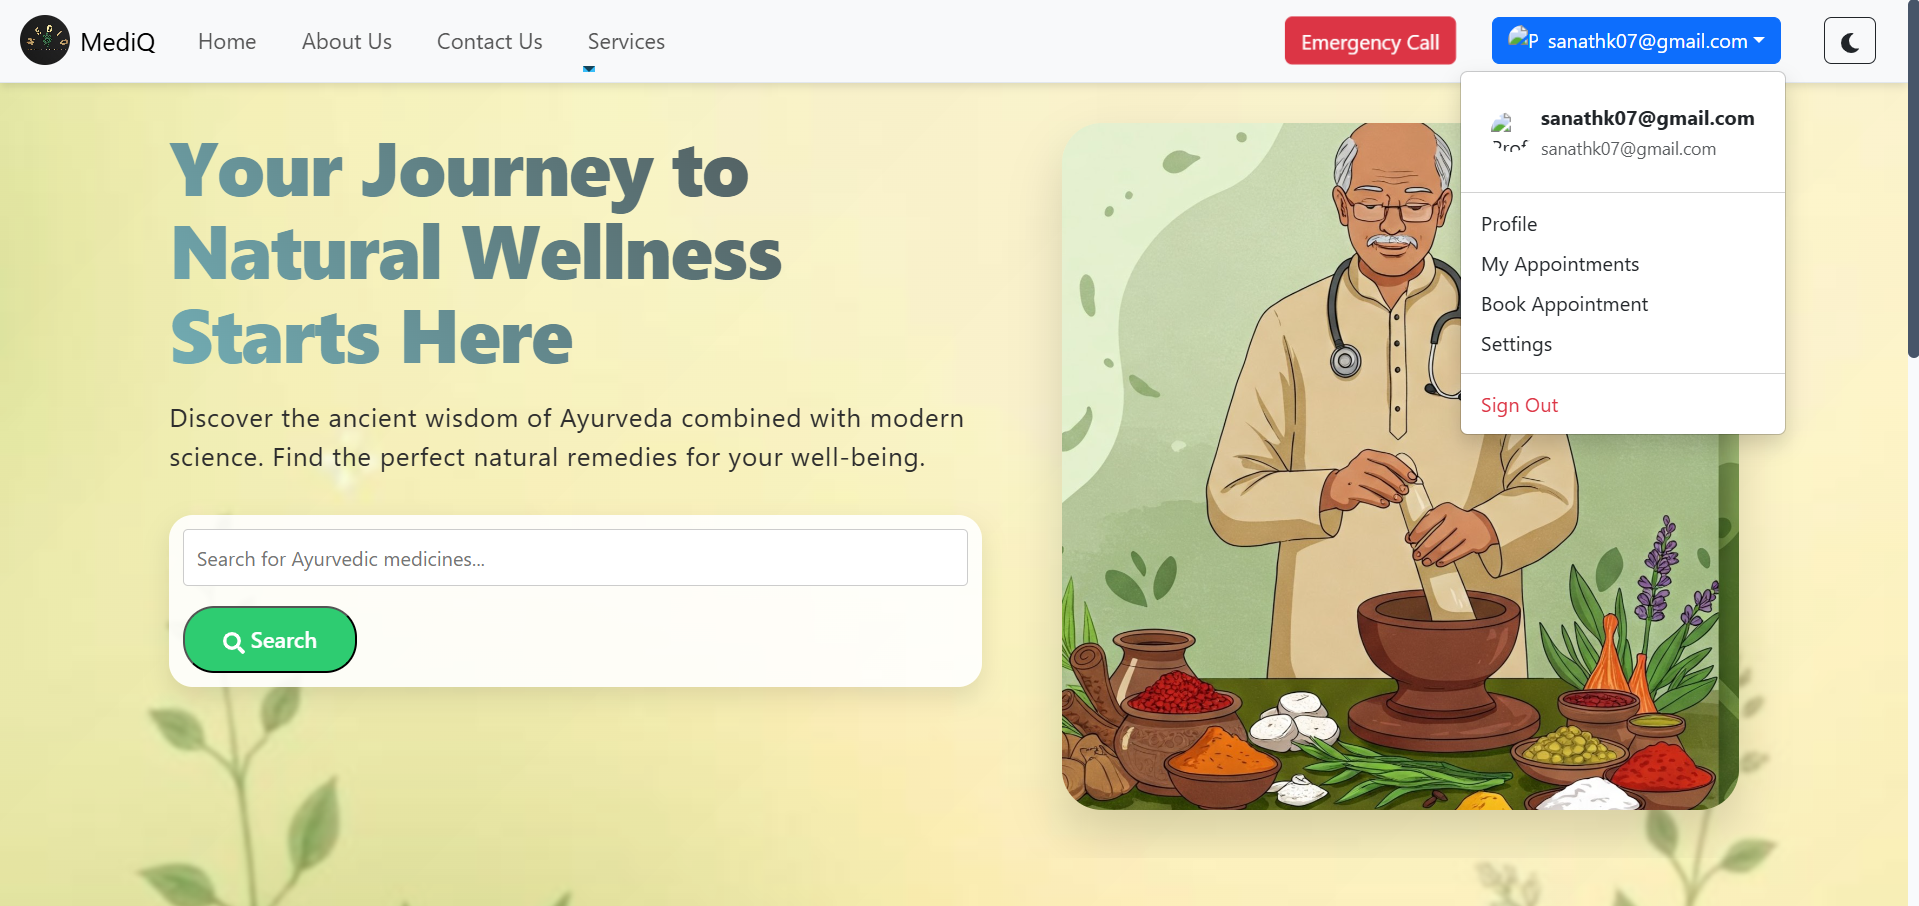 MEDIQ
MediQ
Home
About Us
Contact Us
Services
Emergency Call
P
sanathk07@gmail.com
Prof
sanathk07@gmail.com
sanathk07@gmail.com
Profile
My Appointments
Book Appointment
Settings
Sign Out
Your Journey to
Natural Wellness
Starts Here
Discover the ancient wisdom of Ayurveda combined with modern
science. Find the perfect natural remedies for your well-being.
Search for Ayurvedic medicines...
Search